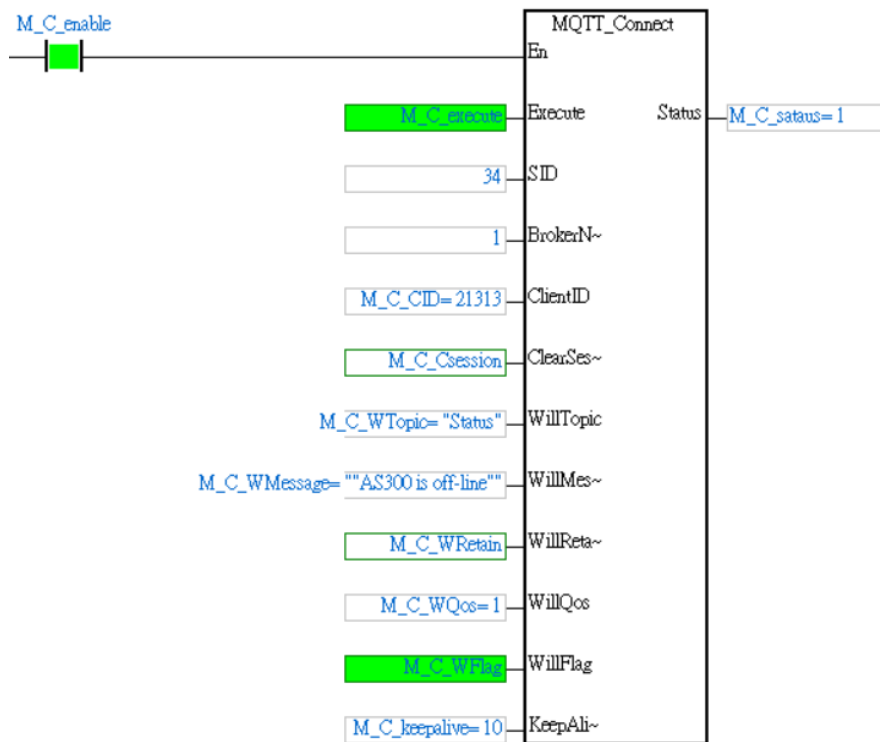 M_C_enable
MQTT_Connect
En
M_C_execute Execute Status M_C_sataus= 1
34 SID
1 BrokerN~
M_C_CID= 21313 ClientID
M_C_Csession ClearSes~
M_C_WTopic= "Status" WillTopic
M_C_WMessage= ""AS300 is off-line"" WillMes~
M_C_WRetain WillReta~
M_C_WQos= 1 WillQos
M_C_WFlag WillFlag
M_C_keepalive= 10 KeepAli~